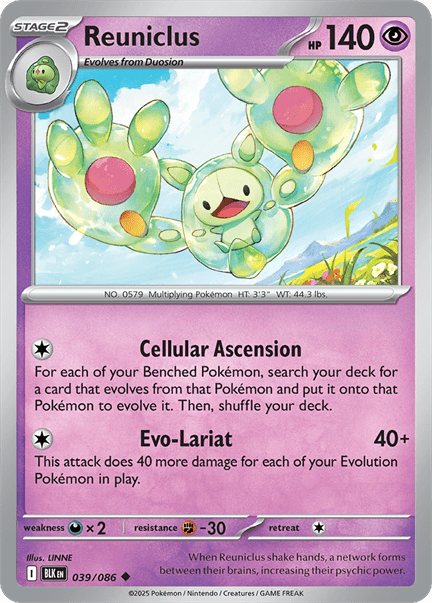 STAGE2 Reuniclus HP 140
Evolves from Duosion
NO. 0579 Multiplying Pokémon HT: 3'3" WT: 44.3 lbs.
Cellular Ascension
For each of your Benched Pokémon, search your deck for
a card that evolves from that Pokémon and put it onto that
Pokémon to evolve it. Then, shuffle your deck.
Evo-Lariat 40+
This attack does 40 more damage for each of your Evolution
Pokémon in play.
weakness ×2 resistance -30 retreat
Illus. LINNE
When Reuniclus shake hands, a network forms
between their brains, increasing their psychic power.
I BLK EN 039/086
©2025 Pokémon / Nintendo / Creatures / GAME FREAK